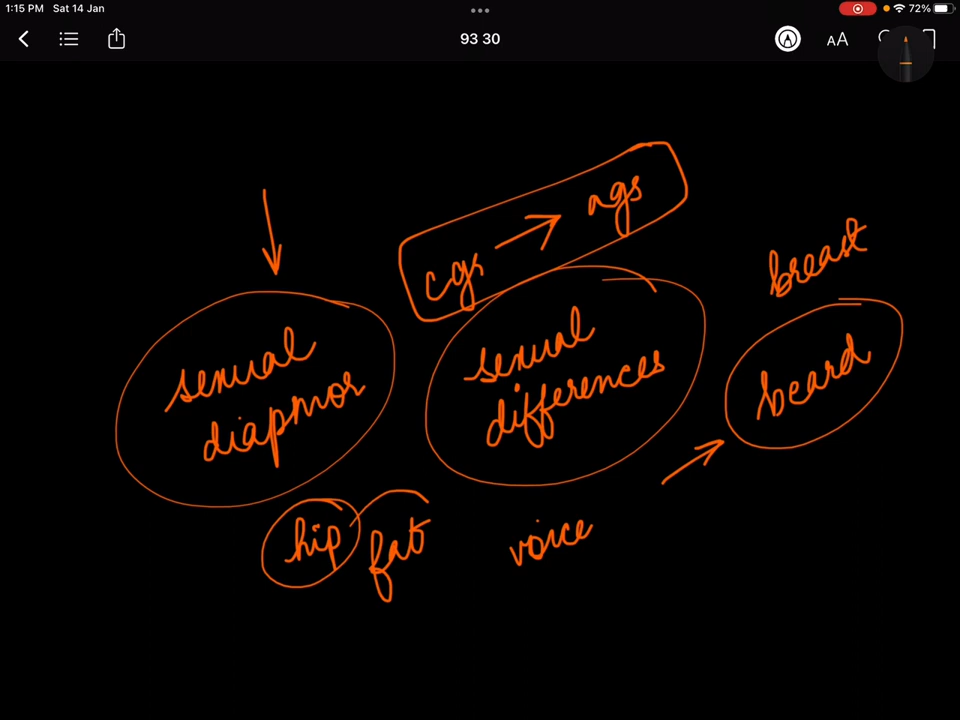 1:15 PM Sat 14 Jan
72%
93 30
AA
cgs → ags
breast
sexual
diapmor
sexual
differences
beard
hip fat
voice